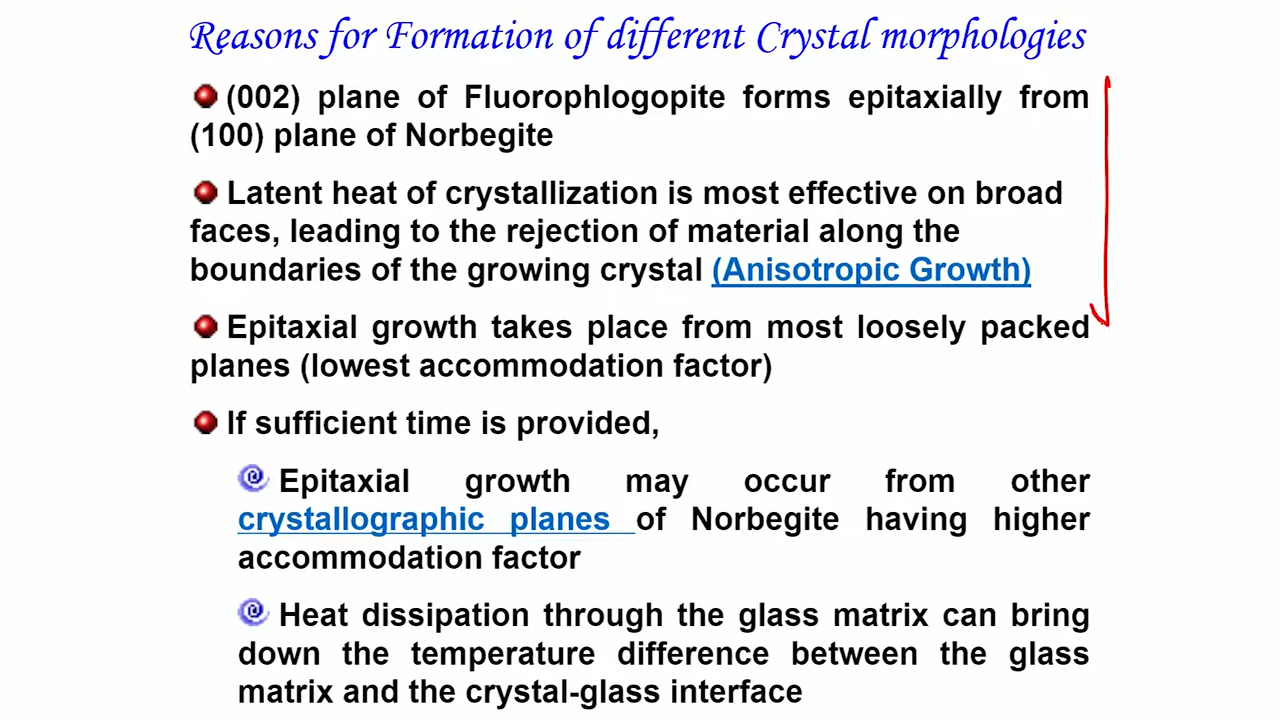 Reasons for Formation of different Crystal morphologies
(002) plane of Fluorophlogopite forms epitaxially from
(100) plane of Norbegite
Latent heat of crystallization is most effective on broad
faces, leading to the rejection of material along the
boundaries of the growing crystal (Anisotropic Growth)
Epitaxial growth takes place from most loosely packed
planes (lowest accommodation factor)
If sufficient time is provided,
Epitaxial growth may occur from other
crystallographic planes of Norbegite having higher
accommodation factor
Heat dissipation through the glass matrix can bring
down the temperature difference between the glass
matrix and the crystal-glass interface